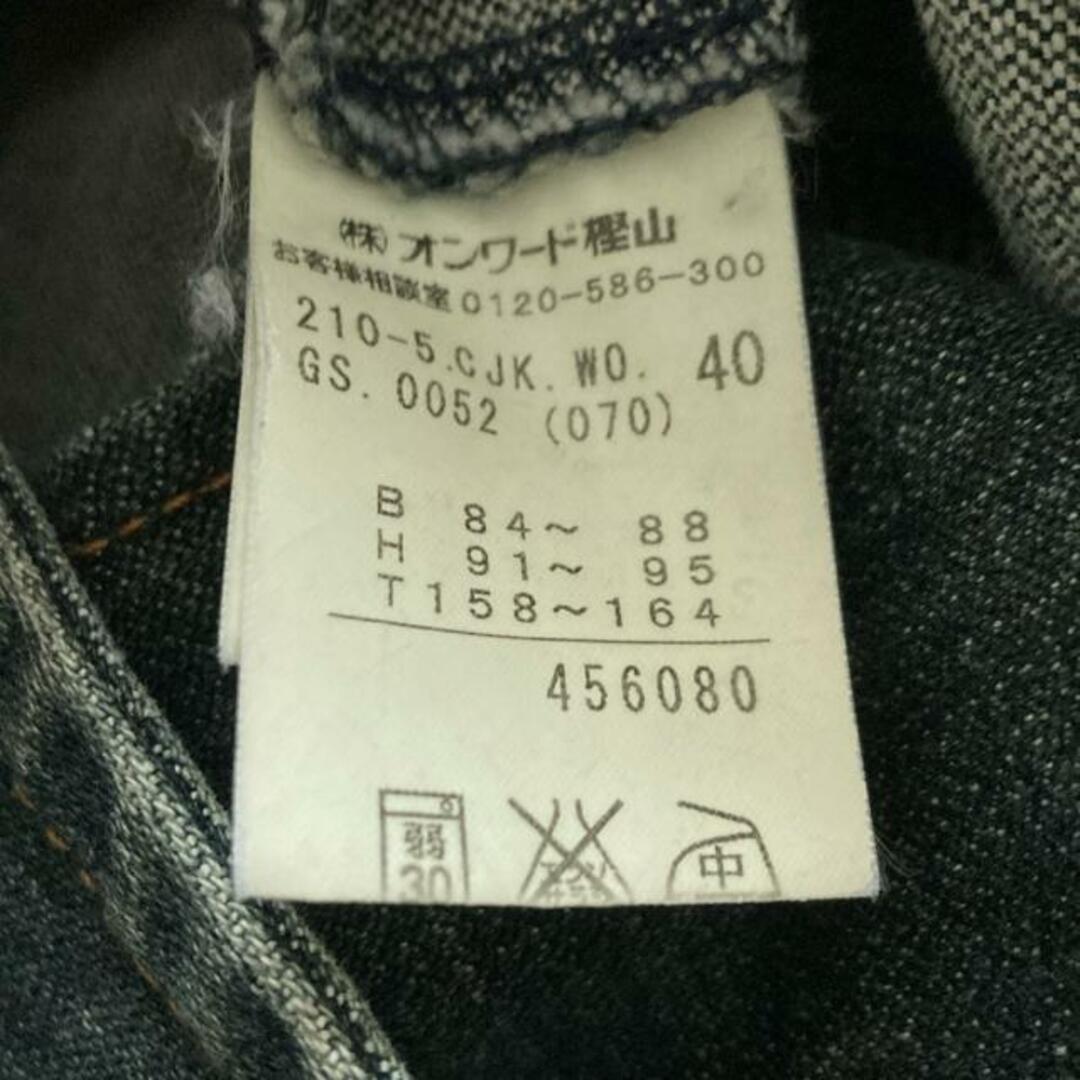 (株)オンワード樫山
お客様相談室0120-586-300
210-5.CJK.WO. 40
GS.0052 (070)
B 84~ 88
H 91~ 95
T158~164
456080
弱
30
中